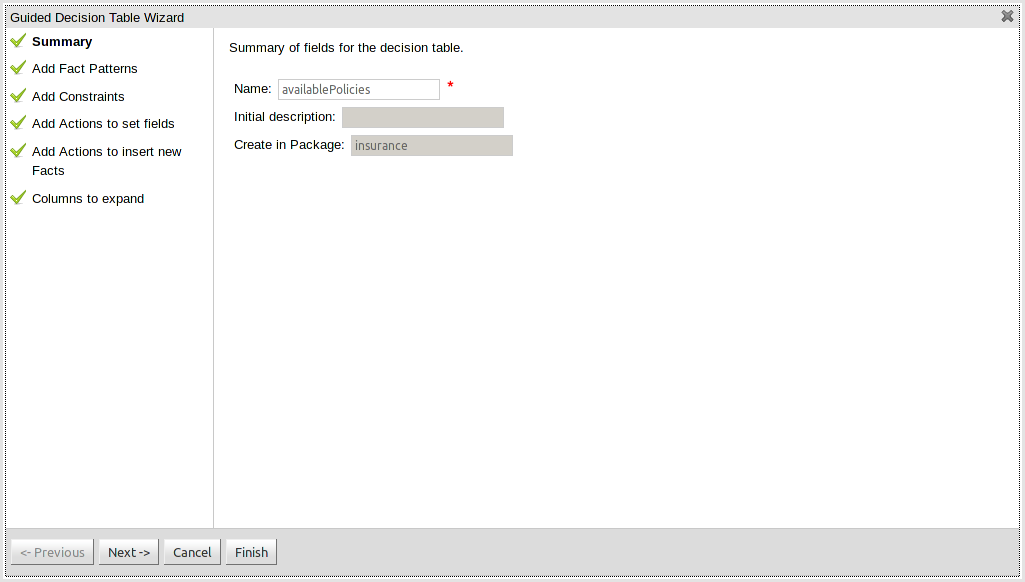 Guided Decision Table Wizard
Summary
Add Fact Patterns
Add Constraints
Add Actions to set fields
Add Actions to insert new
Facts
Columns to expand
Summary of fields for the decision table.
Name: availablePolicies *
Initial description:
Create in Package: insurance
<- Previous Next -> Cancel Finish